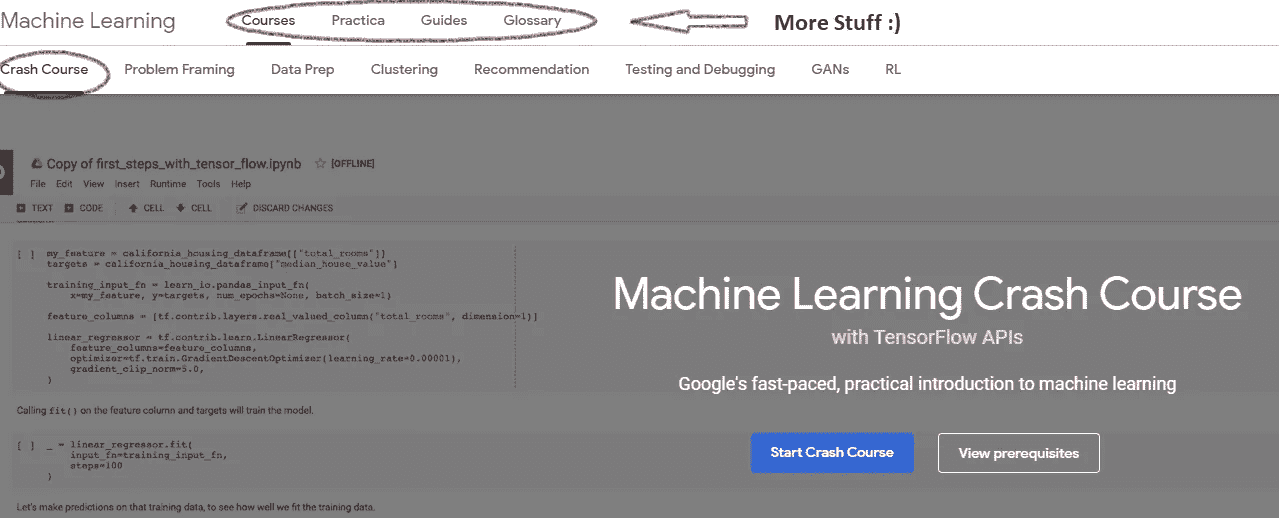 Machine Learning Courses Practica Guides Glossary More Stuff :)
Crash Course Problem Framing Data Prep Clustering Recommendation Testing and Debugging GANs RL
Copy of first_steps_with_tensor_flow.ipynb [OFFLINE]
File Edit View Insert Runtime Tools Help
TEXT CODE CELL CELL DISCARD CHANGES
[ ] my_feature = california_housing_dataframe[["total_rooms"]]
targets = california_housing_dataframe["median_house_value"]
training_input_fn = learn_io.pandas_input_fn(
x=my_feature, y=targets, num_epochs=None, batch_size=1)
feature_columns = [tf.contrib.layers.real_valued_column("total_rooms", dimension=1)]
linear_regressor = tf.contrib.learn.LinearRegressor(
feature_columns=feature_columns,
optimizer=tf.train.GradientDescentOptimizer(learning_rate=0.00001),
gradient_clip_norm=5.0,
)
Calling fit() on the feature column and targets will train the model.
[ ] _ = linear_regressor.fit(
input_fn=training_input_fn,
steps=100
)
Let's make predictions on that training data, to see how well we fit the training data.
Machine Learning Crash Course
with TensorFlow APIs
Google's fast-paced, practical introduction to machine learning
Start Crash Course View prerequisites